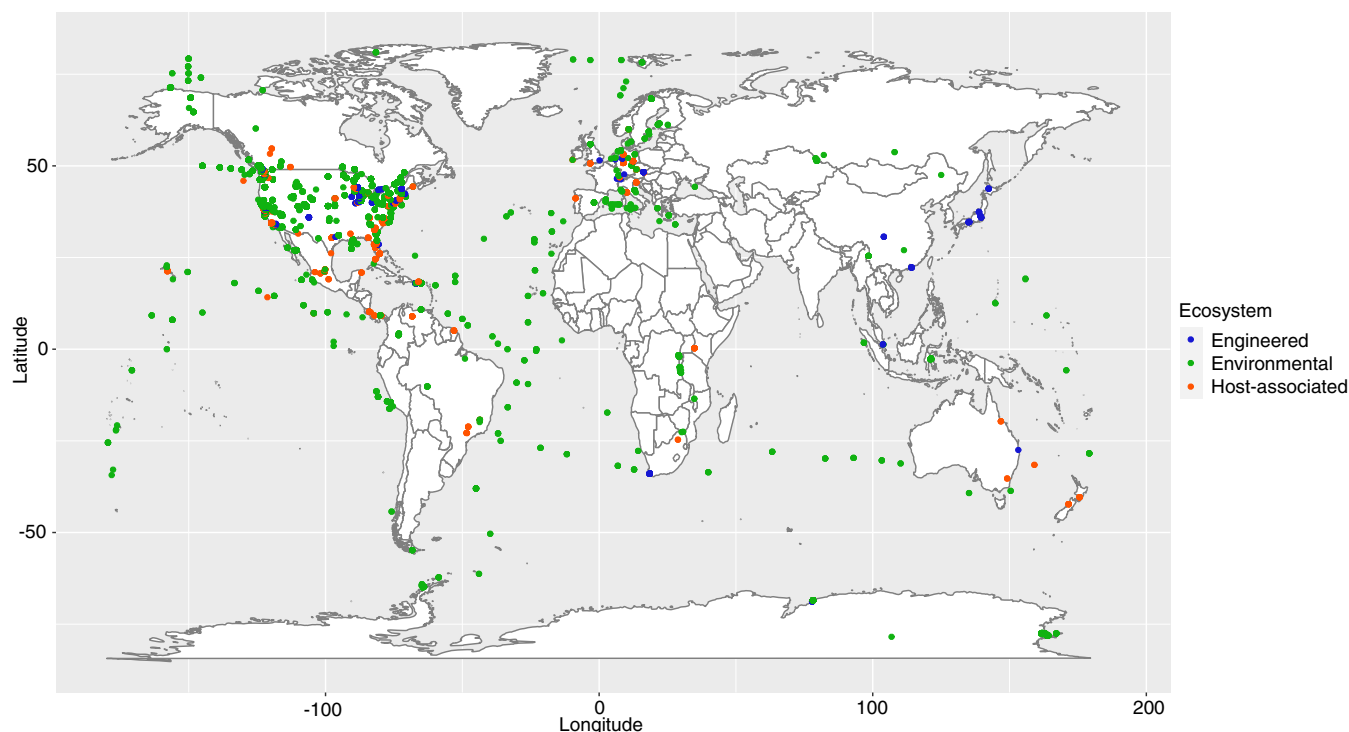 50
0
-50
Latitude
-100
0
100
200
Longitude
Ecosystem
Engineered
Environmental
Host-associated